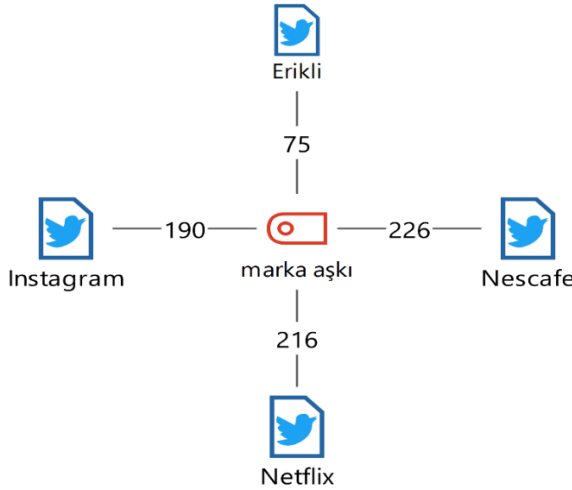 Erikli
75
190
226
Instagram
marka aşkı
Nescafe
216
Netflix